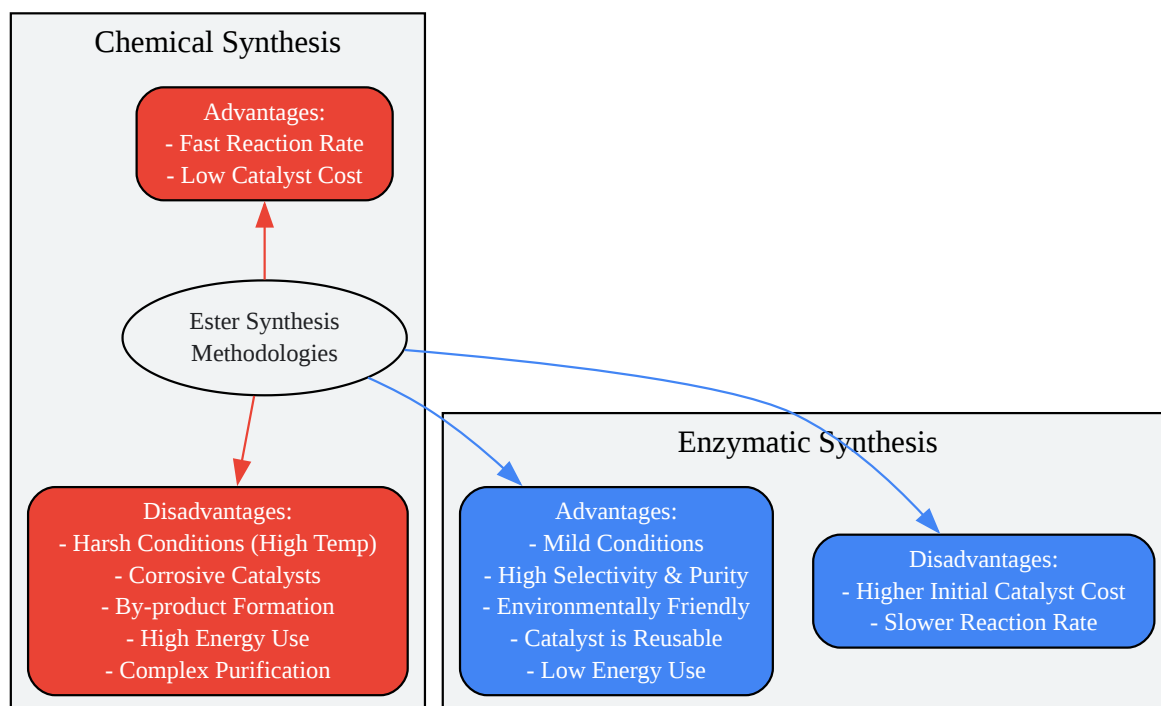 Chemical Synthesis
Advantages:
- Fast Reaction Rate
- Low Catalyst Cost
Ester Synthesis
Methodologies
Disadvantages:
- Harsh Conditions (High Temp)
- Corrosive Catalysts
- By-product Formation
- High Energy Use
- Complex Purification
Enzymatic Synthesis
Advantages:
- Mild Conditions
- High Selectivity & Purity
- Environmentally Friendly
- Catalyst is Reusable
- Low Energy Use
Disadvantages:
- Higher Initial Catalyst Cost
- Slower Reaction Rate